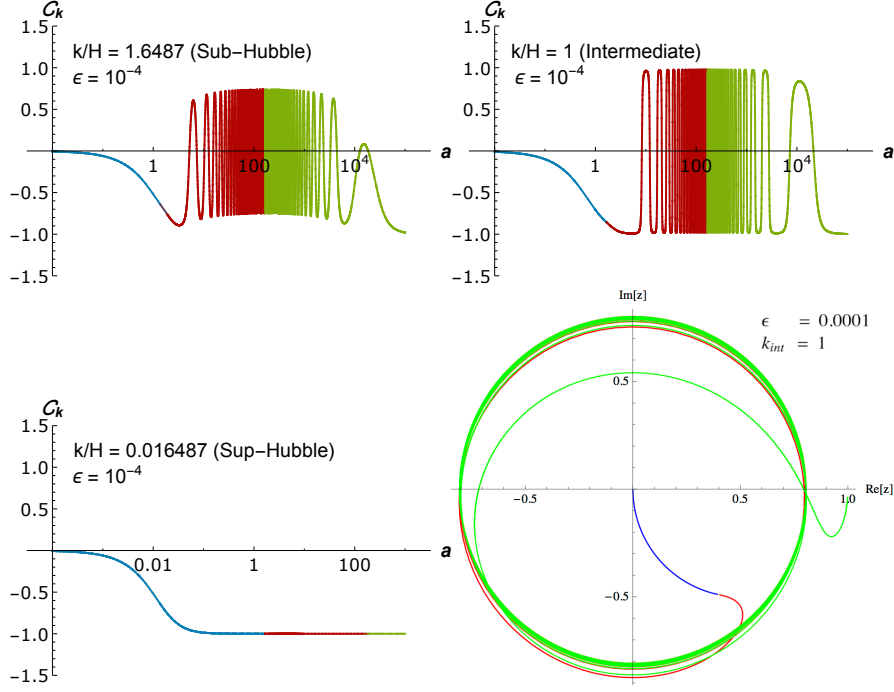 C_k
1.5
k/H = 1.6487 (Sub-Hubble)
ϵ = 10^-4
1.0
0.5
1
100
10^4
a
-0.5
-1.0
-1.5
C_k
1.5
k/H = 1 (Intermediate)
ϵ = 10^-4
1.0
0.5
1
100
10^4
a
-0.5
-1.0
-1.5
C_k
1.5
k/H = 0.016487 (Sup-Hubble)
ϵ = 10^-4
1.0
0.5
0.01
1
100
a
-0.5
-1.0
-1.5
Im[z]
ϵ = 0.0001
k_int = 1
0.5
-0.5
0.5
1.0
Re[z]
-0.5